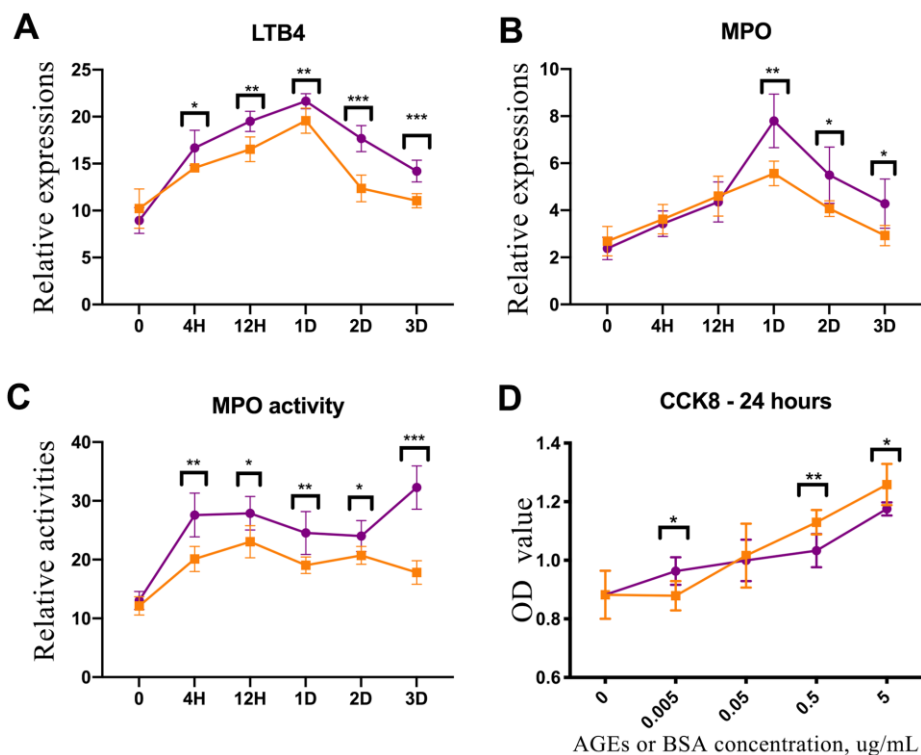 A
LTB4
Relative expressions
25
20
15
10
5
0
* ** ** *** ***
0 4H 12H 1D 2D 3D
B
MPO
Relative expressions
10
8
6
4
2
0
** * *
0 4H 12H 1D 2D 3D
C
MPO activity
Relative activities
40
30
20
10
0
** * ** * ***
0 4H 12H 1D 2D 3D
D
CCK8 - 24 hours
OD value
1.4
1.2
1.0
0.8
0.6
* ** *
0 0.005 0.05 0.5 5
AGEs or BSA concentration, ug/mL